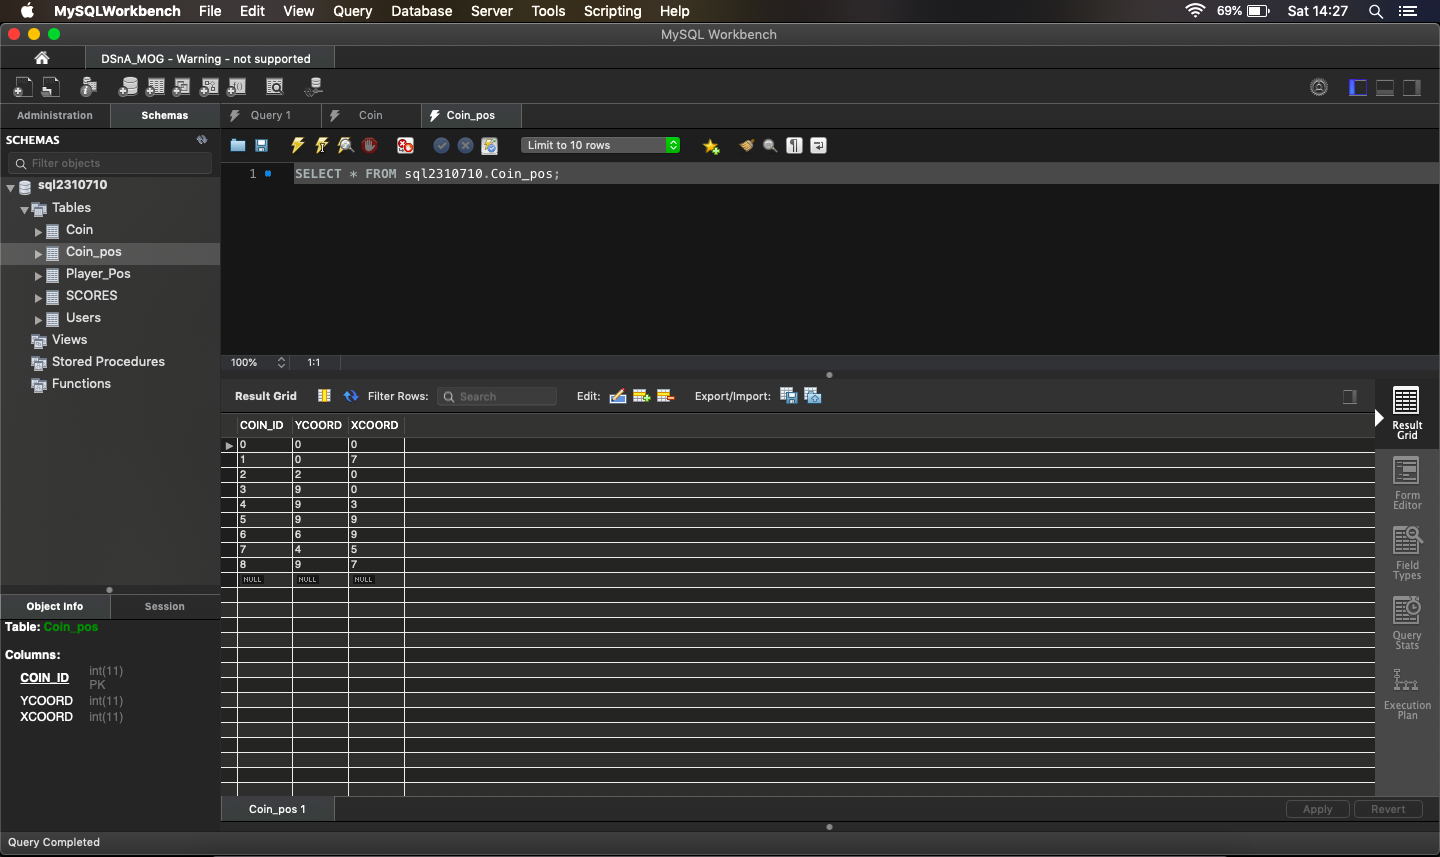 MySQLWorkbench File Edit View Query Database Server Tools Scripting Help 69% Sat 14:27
MySQL Workbench
DSnA_MOG - Warning - not supported
Administration Schemas Query 1 Coin Coin_pos
SCHEMAS
Limit to 10 rows
Filter objects
1 SELECT * FROM sql2310710.Coin_pos;
sql2310710
Tables
Coin
Coin_pos
Player_Pos
SCORES
Users
Views
Stored Procedures
Functions
100% 1:1
Result Grid Filter Rows: Search Edit: Export/Import:
COIN_ID YCOORD XCOORD
0 0 0
1 0 7
2 2 0
3 9 0
4 9 3
5 9 9
6 6 9
7 4 5
8 9 7
NULL NULL NULL
Result
Grid
Form
Editor
Field
Types
Query
Stats
Execution
Plan
Object Info Session
Table: Coin_pos
Columns:
COIN_ID int(11)
PK
YCOORD int(11)
XCOORD int(11)
Coin_pos 1 Apply Revert
Query Completed